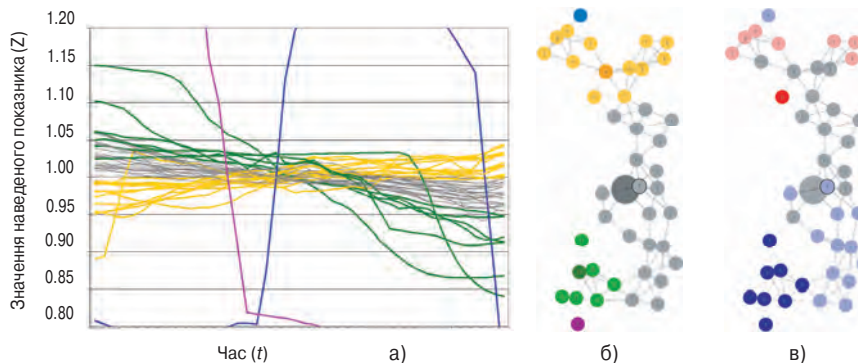 Значення наведеного показника (Z)
1.20
1.15
1.10
1.05
1.00
0.95
0.90
0.85
0.80
Час (t)
а)
б)
в)